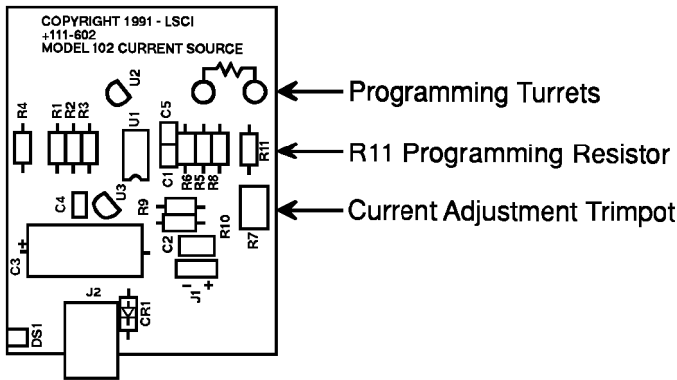 COPYRIGHT 1991 - LSCI
+111-602
MODEL 102 CURRENT SOURCE
U2
Programming Turrets
R4
R1
R2
R3
U1
C5
R11
R11 Programming Resistor
C1
R6
R5
R8
C4
U3
R9
C2
R10
R7
Current Adjustment Trimpot
C3
+
- +
J1
J2
CR1
DS1